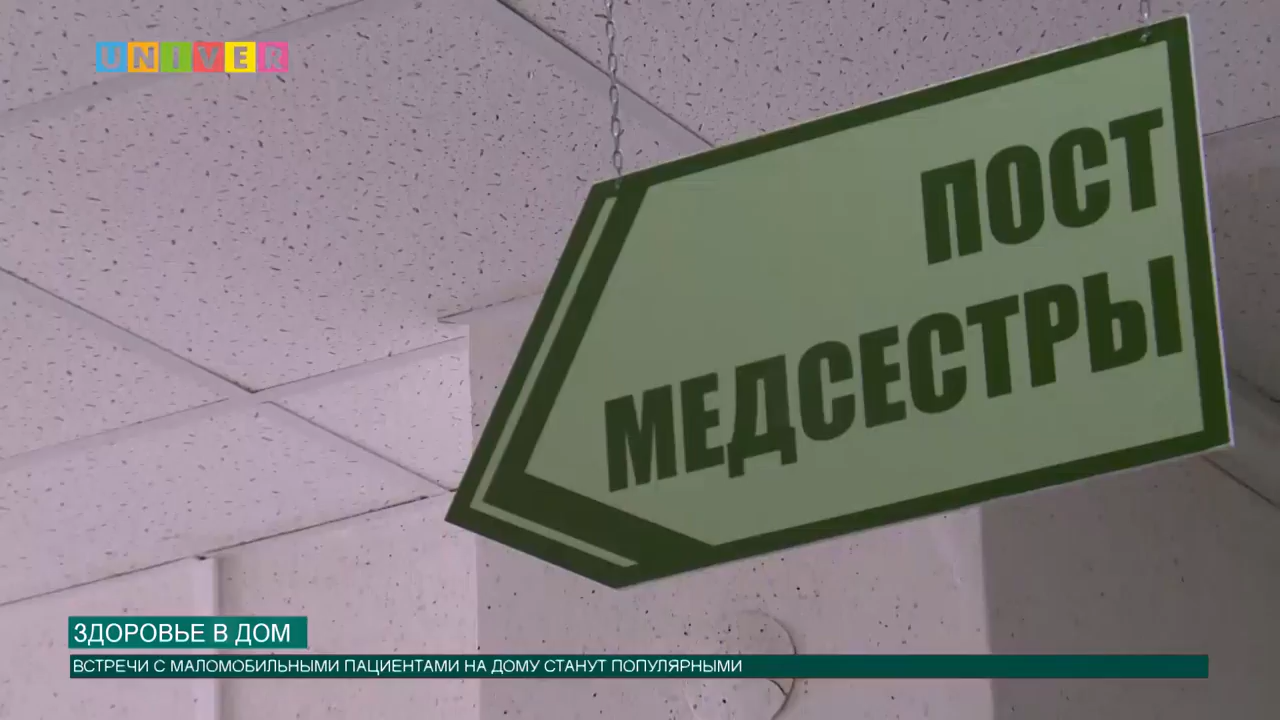 UNIVER
ПОСТ
МЕДСЕСТРЫ
ЗДОРОВЬЕ В ДОМ
ВСТРЕЧИ С МАЛОМОБИЛЬНЫМИ ПАЦИЕНТАМИ НА ДОМУ СТАНУТ ПОПУЛЯРНЫМИ